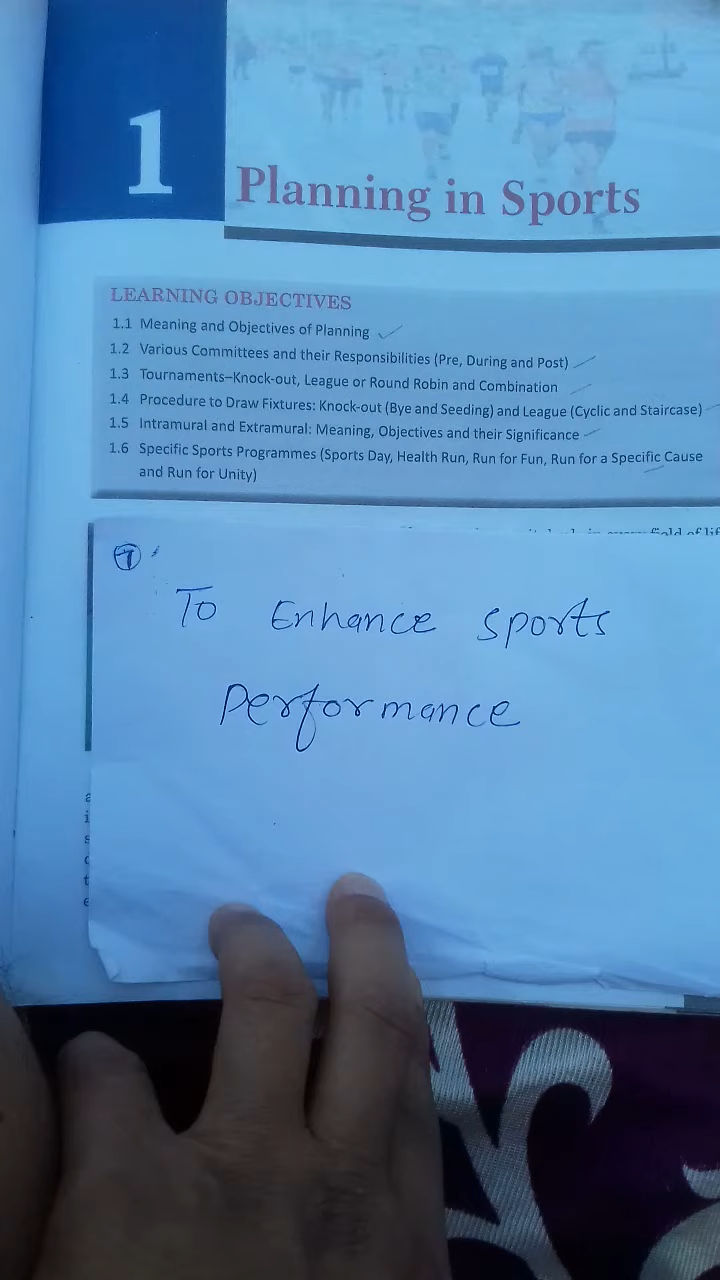 1
Planning in Sports
LEARNING OBJECTIVES
1.1 Meaning and Objectives of Planning
1.2 Various Committees and their Responsibilities (Pre, During and Post)
1.3 Tournaments–Knock-out, League or Round Robin and Combination
1.4 Procedure to Draw Fixtures: Knock-out (Bye and Seeding) and League (Cyclic and Staircase)
1.5 Intramural and Extramural: Meaning, Objectives and their Significance
1.6 Specific Sports Programmes (Sports Day, Health Run, Run for Fun, Run for a Specific Cause
and Run for Unity)
7
To Enhance sports
Performance